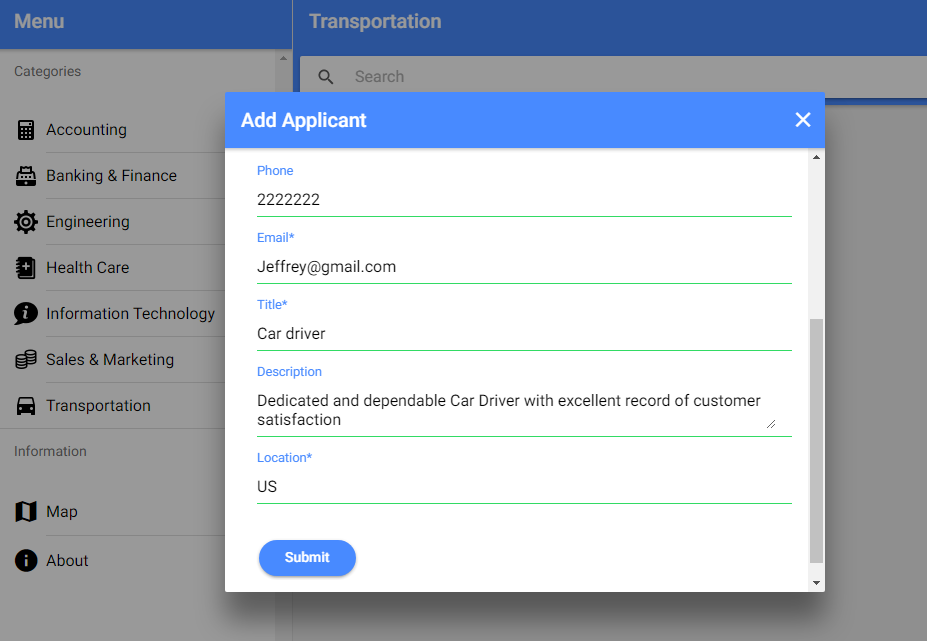 Menu
Transportation
Categories
Search
Accounting
Banking & Finance
Engineering
Health Care
Information Technology
Sales & Marketing
Transportation
Information
Map
About
Add Applicant
Phone
2222222
Email*
Jeffrey@gmail.com
Title*
Car driver
Description
Dedicated and dependable Car Driver with excellent record of customer
satisfaction
Location*
US
Submit